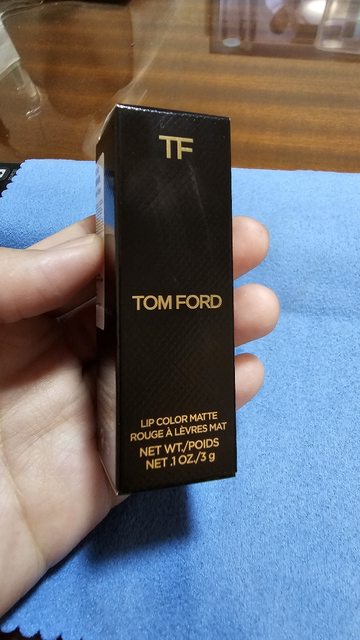 TF
TOM FORD
LIP COLOR MATTE
ROUGE À LÈVRES MAT
NET WT./POIDS
NET .1 OZ./3 g